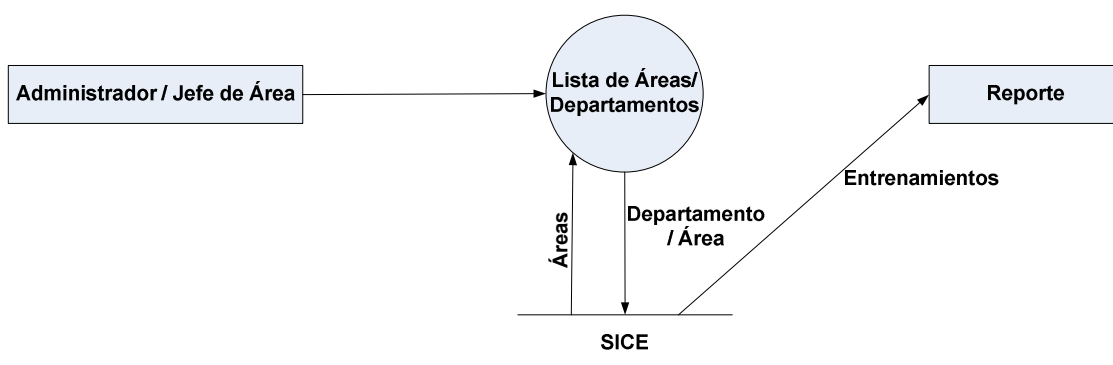 Administrador / Jefe de Área
Lista de Áreas/
Departamentos
Reporte
Entrenamientos
Áreas
Departamento
/ Área
SICE